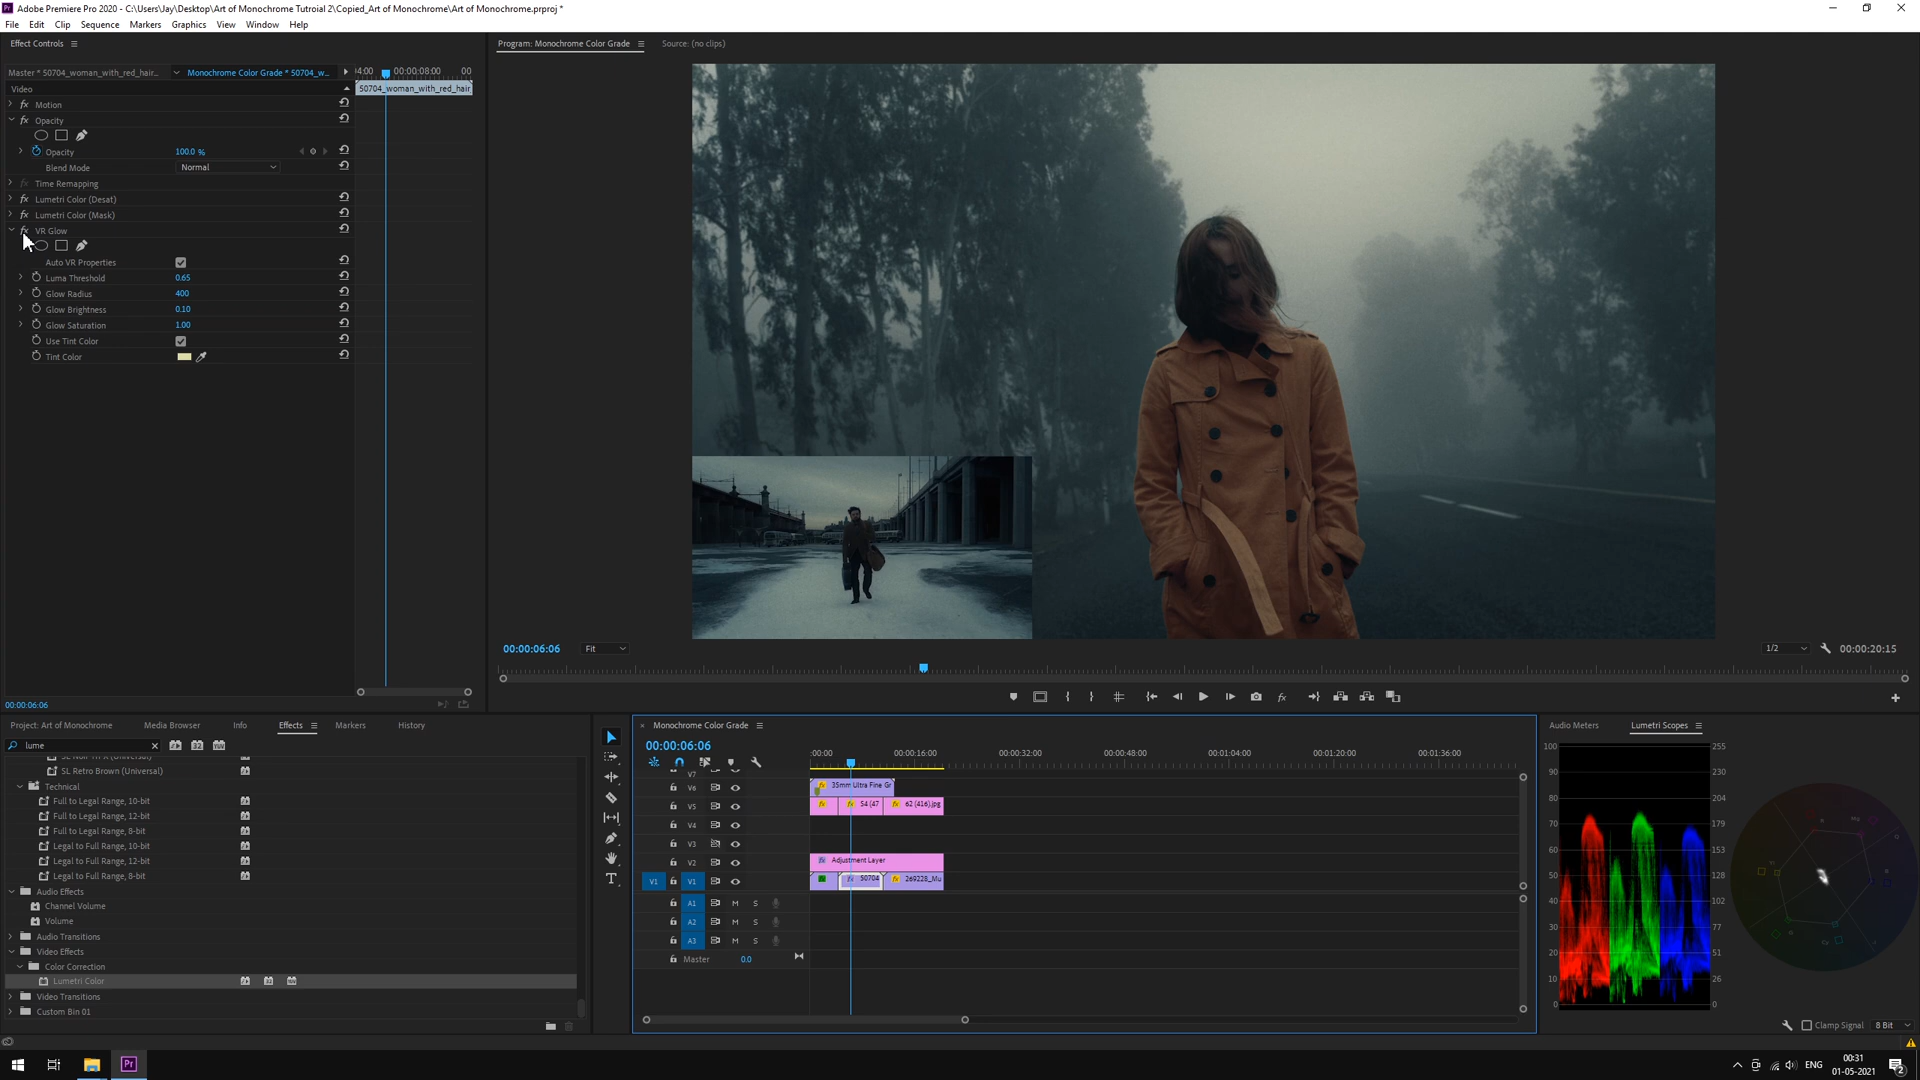 Adobe Premiere Pro 2020 - C:\Users\Jay\Desktop\Art of Monochrome Tutroial 2\Copied_Art of Monochrome\Art of Monochrome.prproj *
File Edit Clip Sequence Markers Graphics View Window Help
Effect Controls
Program: Monochrome Color Grade
Source: (no clips)
Master * 50704_woman_with_red_hair...
Monochrome Color Grade * 50704_w...
00:00:08:00
00
Video
50704_woman_with_red_hair
fx Motion
fx Opacity
Opacity 100.0 %
Blend Mode Normal
fx Time Remapping
fx Lumetri Color (Desat)
fx Lumetri Color (Mask)
fx VR Glow
Auto VR Properties
Luma Threshold 0.65
Glow Radius 400
Glow Brightness 0.10
Glow Saturation 1.00
Use Tint Color
Tint Color
00:00:06:06
Fit
1/2
00:00:20:15
00:00:06:06
Project: Art of Monochrome
Media Browser
Info
Effects
Markers
History
lume
SL Retro Brown (Universal)
Technical
Full to Legal Range, 10-bit
Full to Legal Range, 12-bit
Full to Legal Range, 8-bit
Legal to Full Range, 10-bit
Legal to Full Range, 12-bit
Legal to Full Range, 8-bit
Audio Effects
Channel Volume
Volume
Audio Transitions
Video Effects
Color Correction
Lumetri Color
Video Transitions
Custom Bin 01
Monochrome Color Grade
00:00:06:06
:00:00 00:00:16:00 00:00:32:00 00:00:48:00 00:01:04:00 00:01:20:00 00:01:36:00
V7
V6 35mm Ultra Fine Gr
V5 S4 (47 62 (416).jpg
V4
V3
V2 Adjustment Layer
V1 V1 50704 269228_Mu
A1 M S
A2 M S
A3 M S
Master 0.0
Audio Meters
Lumetri Scopes
100 255
90 230
80 204
70 179
60 153
50 128
40 102
30 77
20 51
10 26
0 0
Clamp Signal 8 Bit
ENG
00:31
01-05-2021